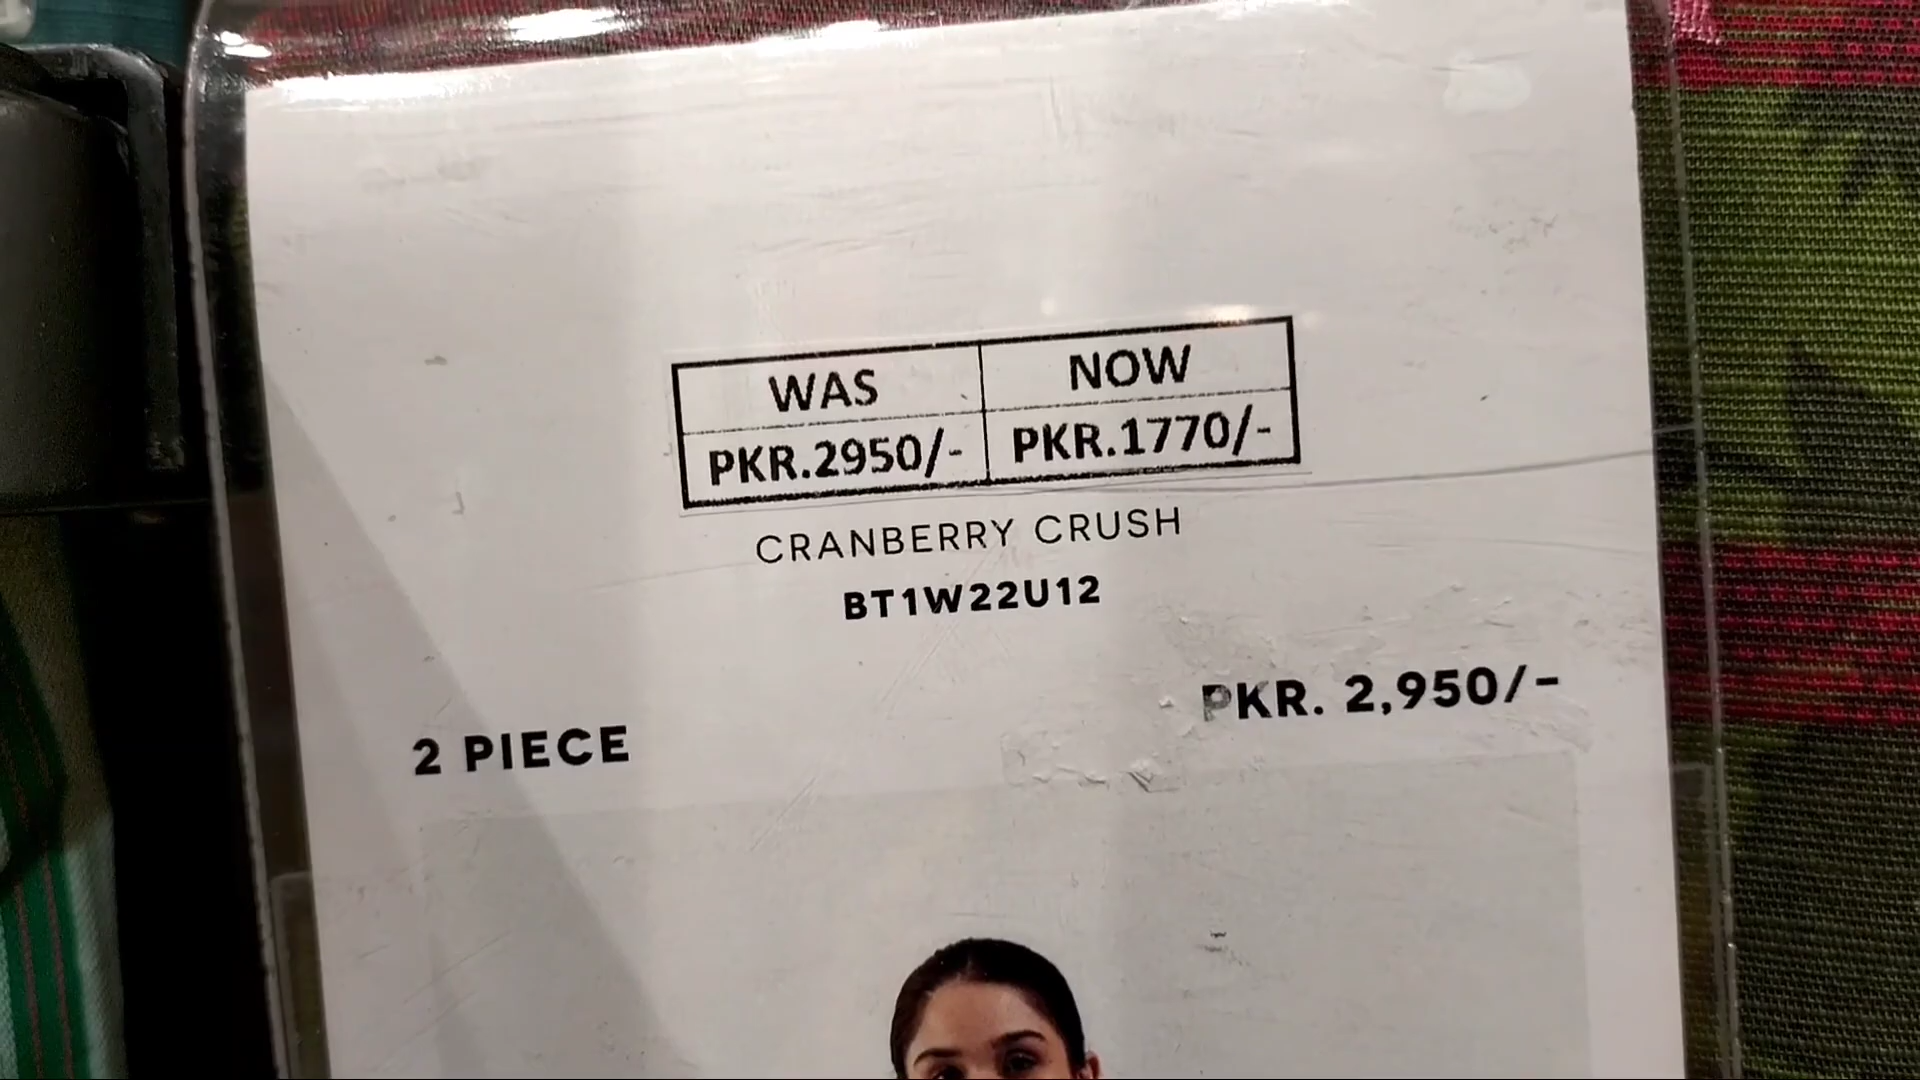 WAS NOW
PKR.2950/- PKR.1770/-
CRANBERRY CRUSH
BT1W22U12
PKR. 2,950/-
2 PIECE